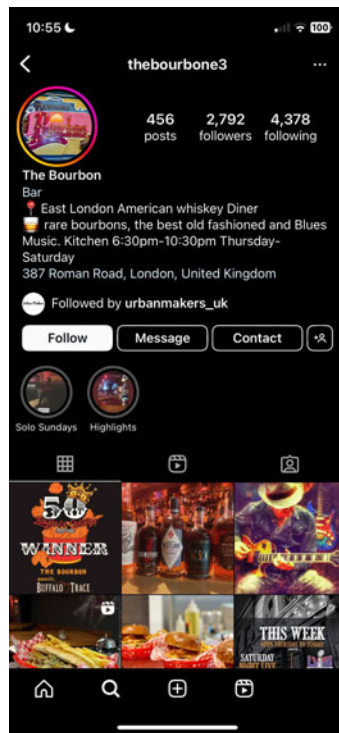 10:55
100
thebourbone3
456 2,792 4,378
posts followers following
The Bourbon
Bar
East London American whiskey Diner
rare bourbons, the best old fashioned and Blues
Music. Kitchen 6:30pm-10:30pm Thursday-
Saturday
387 Roman Road, London, United Kingdom
Followed by urbanmakers_uk
Follow Message Contact
Solo Sundays Highlights
50
WINNER
THE BOURBON
BUFFALO TRACE
THIS WEEK
SATURDAY
NIGHT LIVE